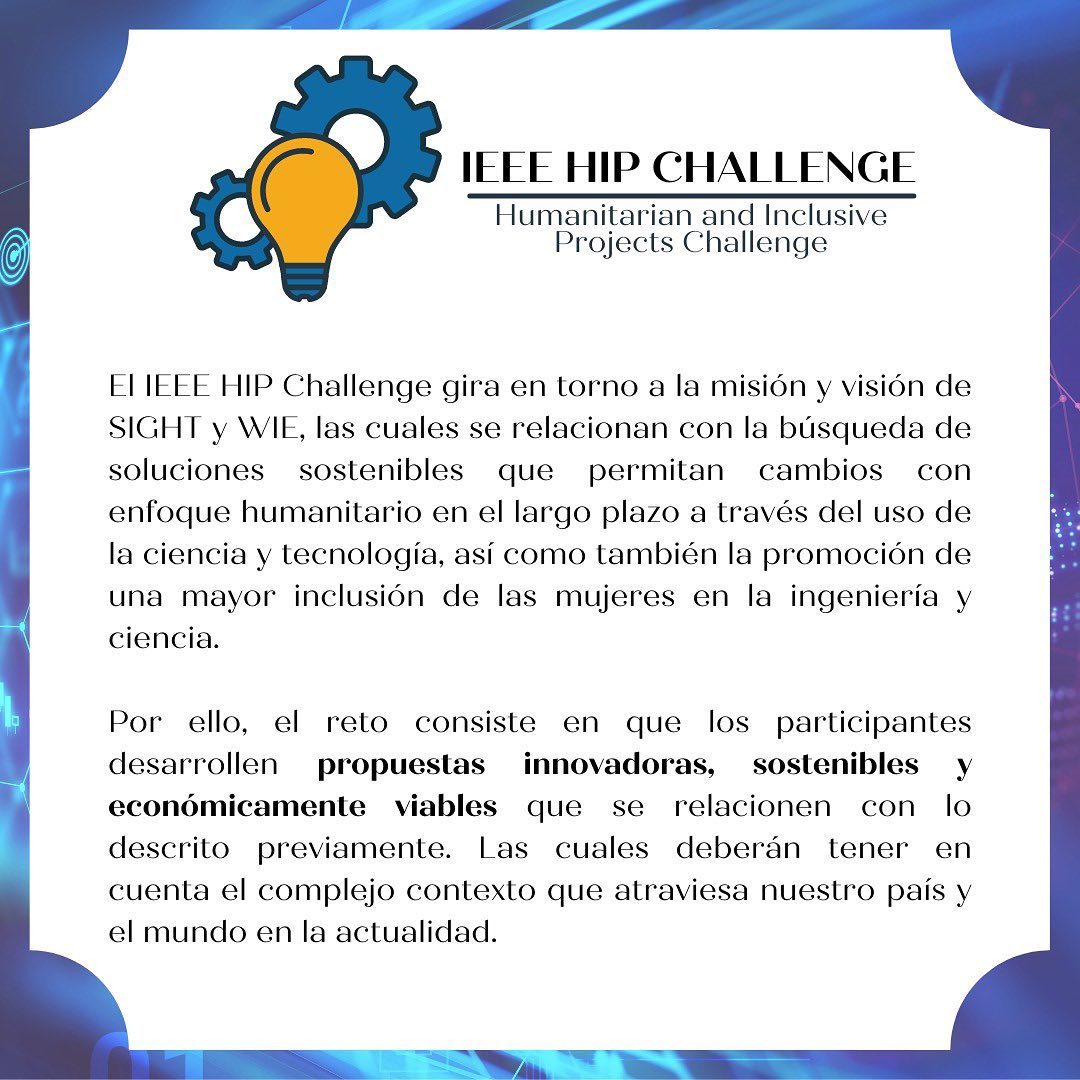 IEEE HIP CHALLENGE
Humanitarian and Inclusive
Projects Challenge
El IEEE HIP Challenge gira en torno a la misión y visión de
SIGHT y WIE, las cuales se relacionan con la búsqueda de
soluciones sostenibles que permitan cambios con
enfoque humanitario en el largo plazo a través del uso de
la ciencia y tecnología, así como también la promoción de
una mayor inclusión de las mujeres en la ingeniería y
ciencia.
Por ello, el reto consiste en que los participantes
desarrollen propuestas innovadoras, sostenibles y
económicamente viables que se relacionen con lo
descrito previamente. Las cuales deberán tener en
cuenta el complejo contexto que atraviesa nuestro país y
el mundo en la actualidad.
01